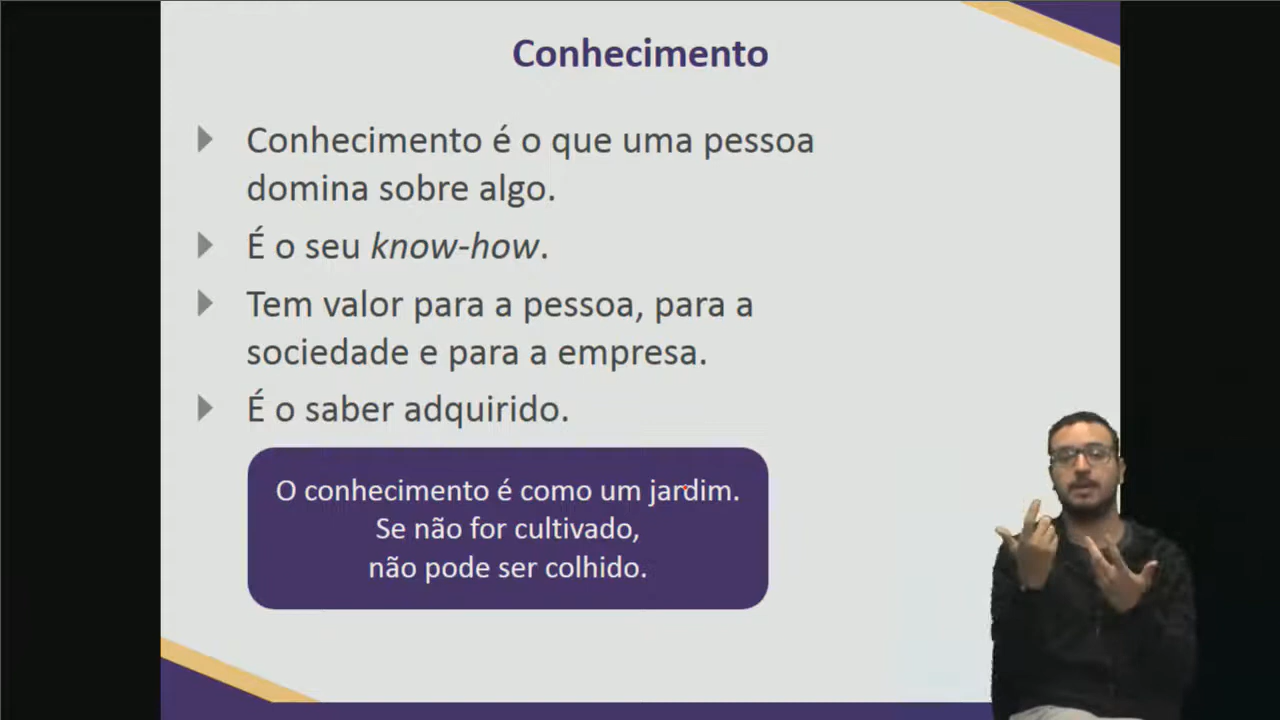 Conhecimento
Conhecimento é o que uma pessoa
domina sobre algo.
É o seu know-how.
Tem valor para a pessoa, para a
sociedade e para a empresa.
É o saber adquirido.
O conhecimento é como um jardim.
Se não for cultivado,
não pode ser colhido.